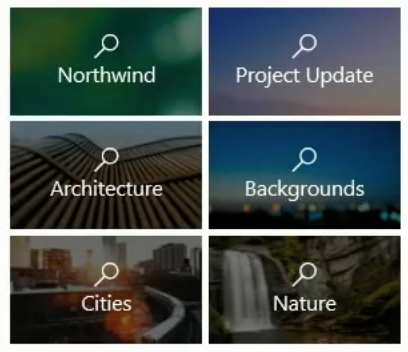 Northwind
Project Update
Architecture
Backgrounds
Cities
Nature